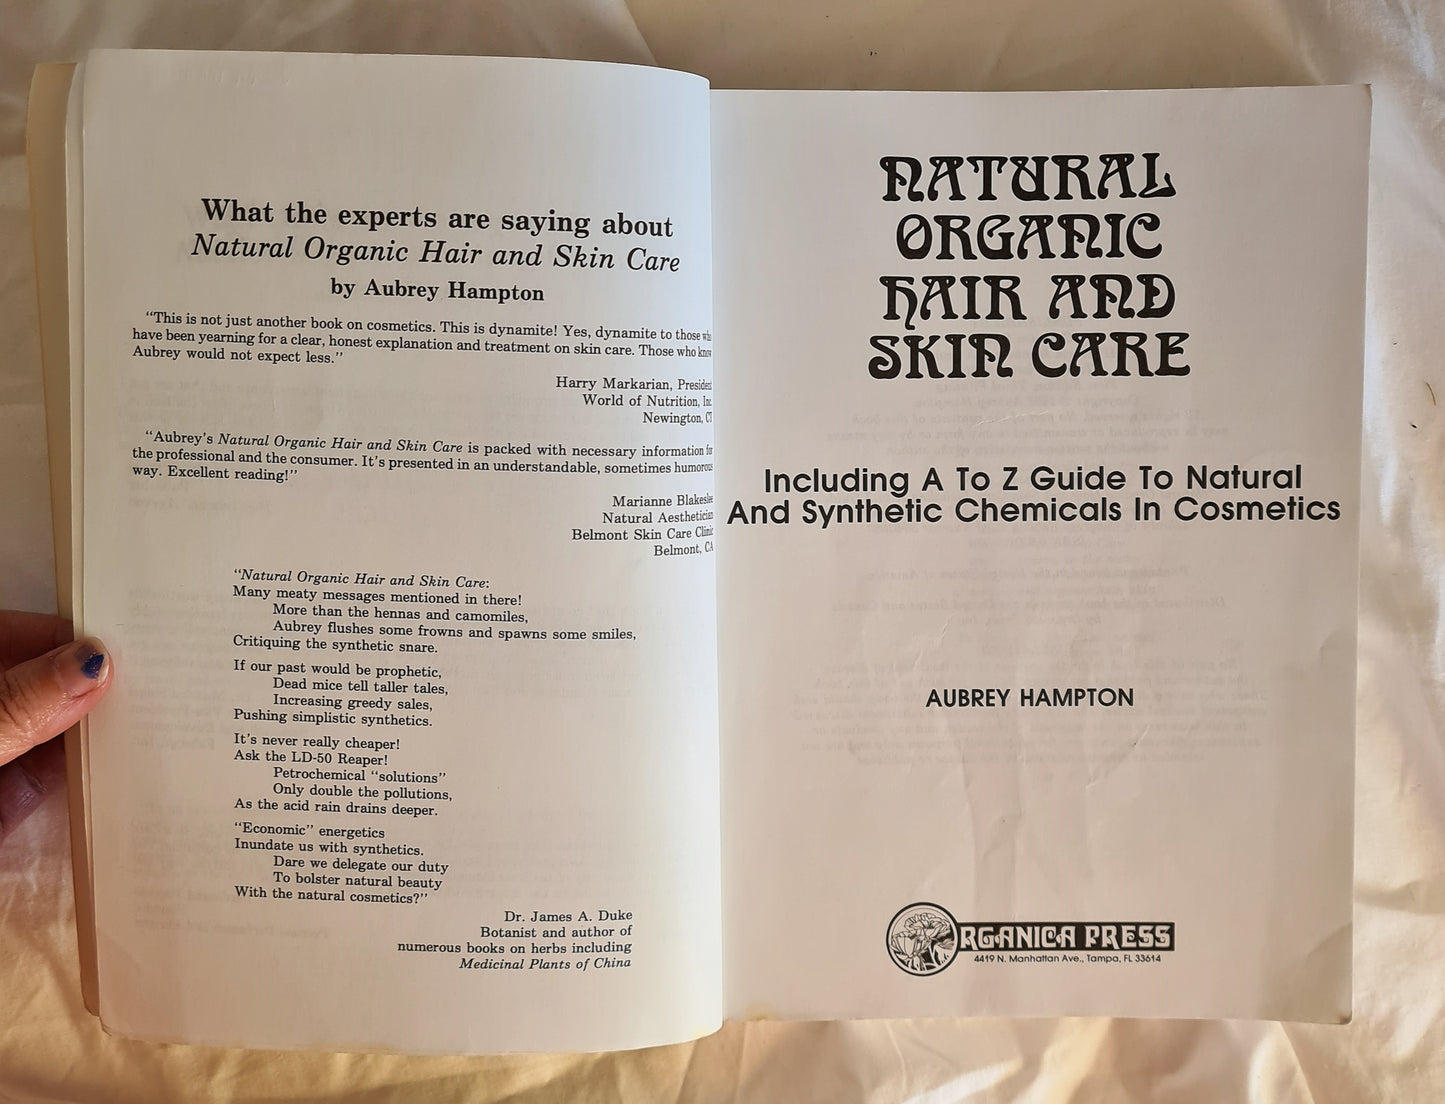 What the experts are saying about
Natural Organic Hair and Skin Care
by Aubrey Hampton
“This is not just another book on cosmetics. This is dynamite! Yes, dynamite to those who
have been yearning for a clear, honest explanation and treatment on skin care. Those who know
Aubrey would not expect less.”
Harry Markarian, President
World of Nutrition, Inc.
Newington, CT
“Aubrey’s Natural Organic Hair and Skin Care is packed with necessary information for
the professional and the consumer. It’s presented in an understandable, sometimes humorous
way. Excellent reading!”
Marianne Blakeslee
Natural Aesthetician
Belmont Skin Care Clinic
Belmont, CA
“Natural Organic Hair and Skin Care:
Many meaty messages mentioned in there!
More than the hennas and camomiles,
Aubrey flushes some frowns and spawns some smiles,
Critiquing the synthetic snare.
If our past would be prophetic,
Dead mice tell taller tales,
Increasing greedy sales,
Pushing simplistic synthetics.
It’s never really cheaper!
Ask the LD-50 Reaper!
Petrochemical “solutions”
Only double the pollutions,
As the acid rain drains deeper.
“Economic” energetics
Inundate us with synthetics.
Dare we delegate our duty
To bolster natural beauty
With the natural cosmetics?”
Dr. James A. Duke
Botanist and author of
numerous books on herbs including
Medicinal Plants of China
NATURAL
ORGANIC
HAIR AND
SKIN CARE
Including A To Z Guide To Natural
And Synthetic Chemicals In Cosmetics
AUBREY HAMPTON
ORGANICA PRESS
4419 N. Manhattan Ave., Tampa, FL 33614